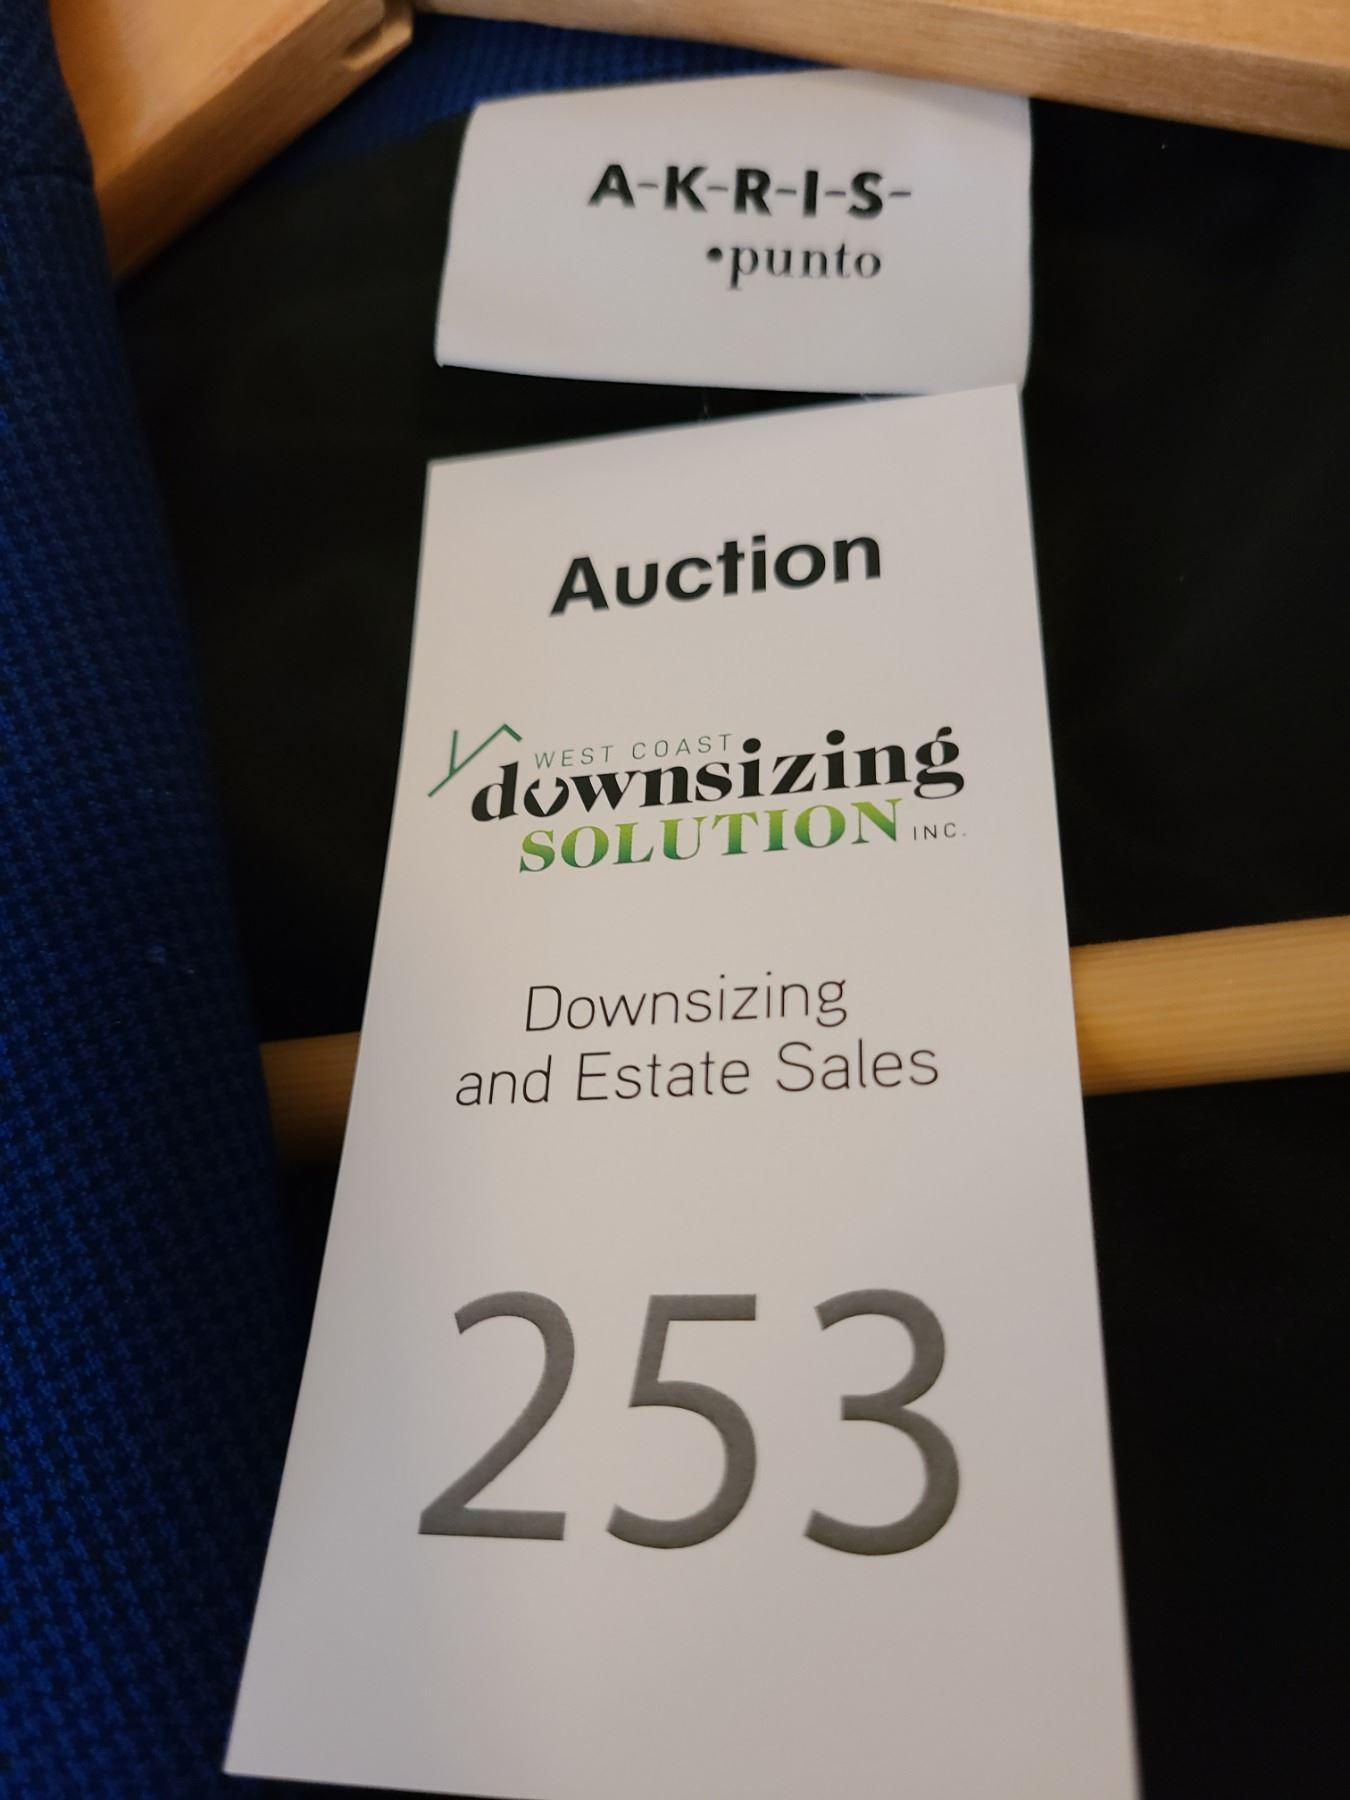 A-K-R-I-S-
•punto
Auction
WEST COAST
downsizing
SOLUTION INC.
Downsizing
and Estate Sales
253